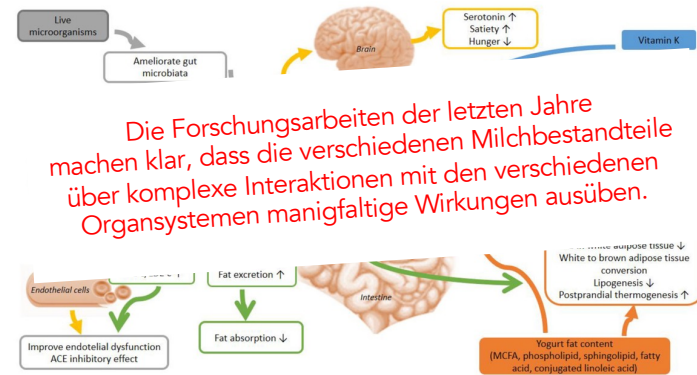 Live
microorganisms
Ameliorate gut
microbiata
Brain
Serotonin ↑
Satiety ↑
Hunger ↓
Vitamin K
Die Forschungsarbeiten der letzten Jahre
machen klar, dass die verschiedenen Milchbestandteile
über komplexe Interaktionen mit den verschiedenen
Organsystemen manigfaltige Wirkungen ausüben.
white adipose tissue ↓
White to brown adipose tissue
conversion
Lipogenesis ↓
Postprandial thermogenesis ↑
Endothelial cells
Fat excretion ↑
Intestine
Fat absorption ↓
Improve endotelial dysfunction
ACE inhibitory effect
Yogurt fat content
(MCFA, phospholipid, sphingolipid, fatty
acid, conjugated linoleic acid)